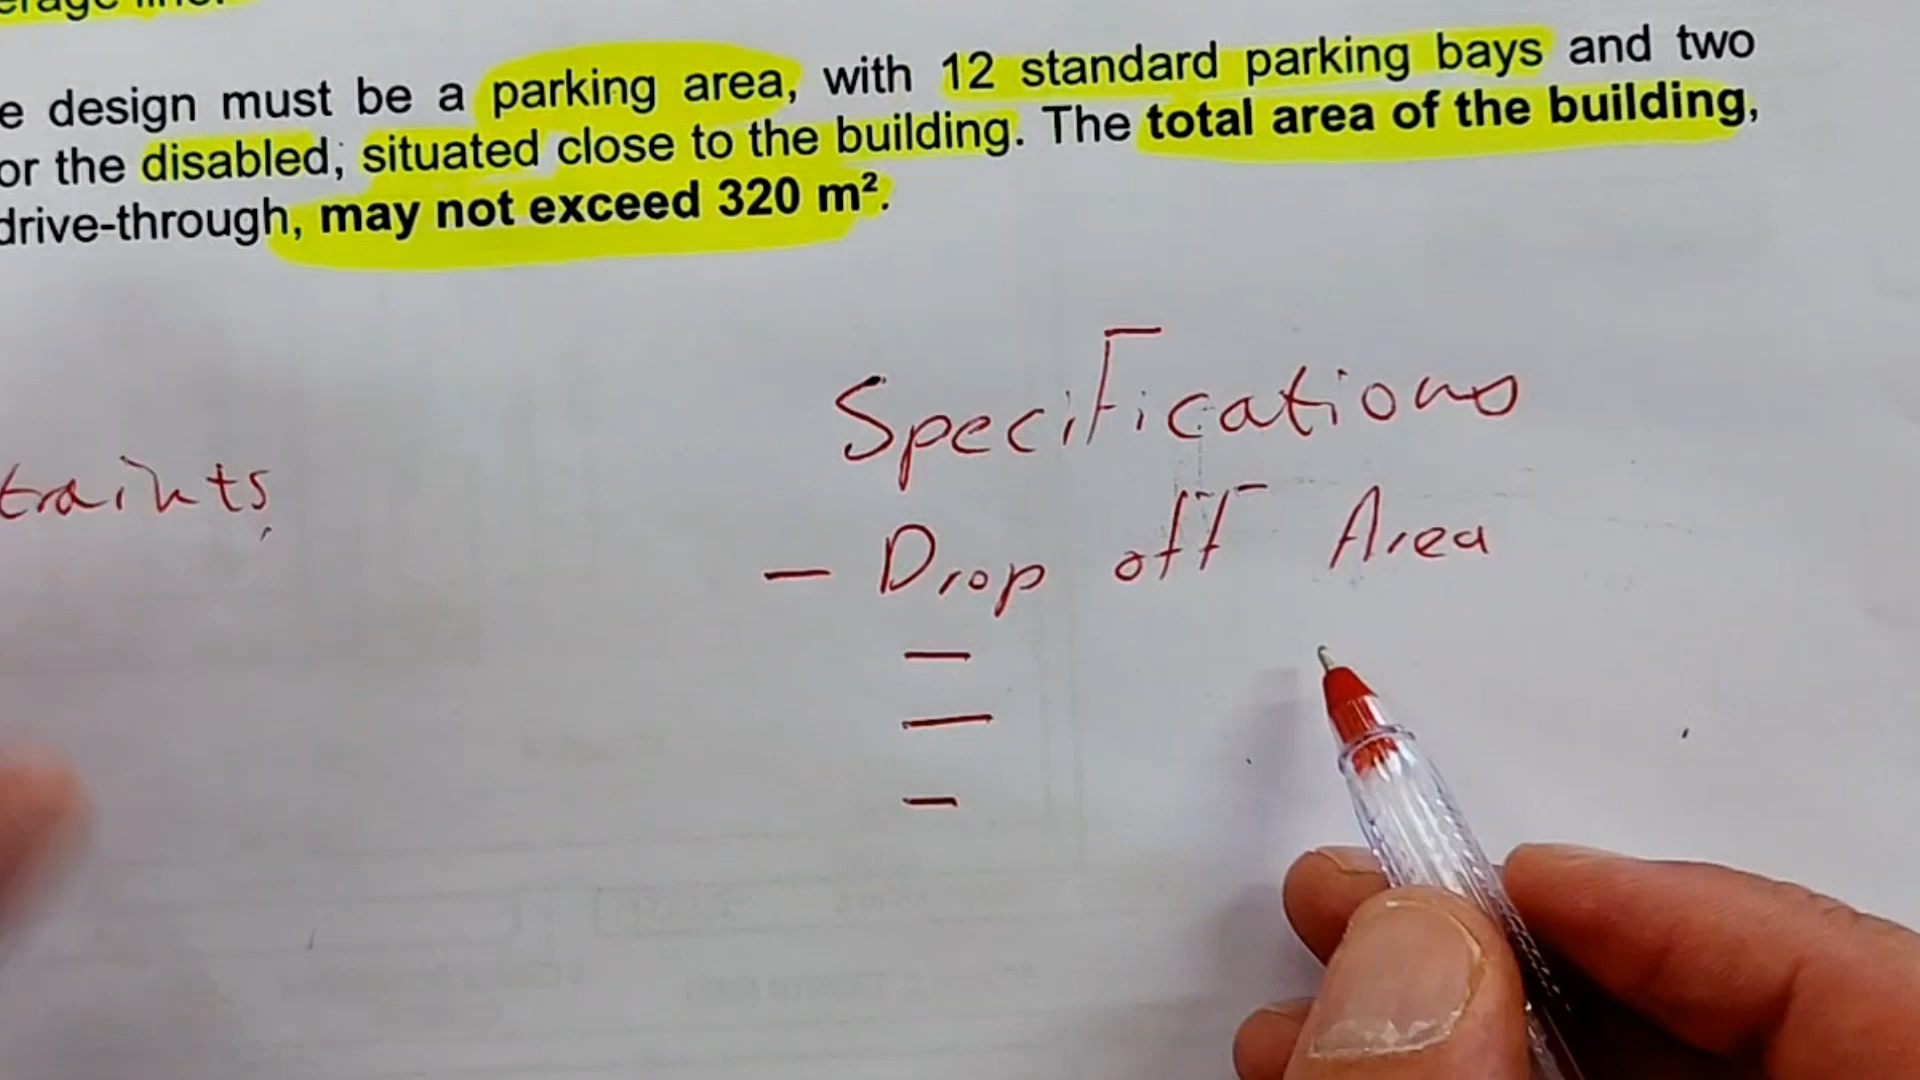 e design must be a parking area, with 12 standard parking bays and two
or the disabled, situated close to the building. The total area of the building,
drive-through, may not exceed 320 m².
Specifications
traints
- Drop off Area
-
-
-